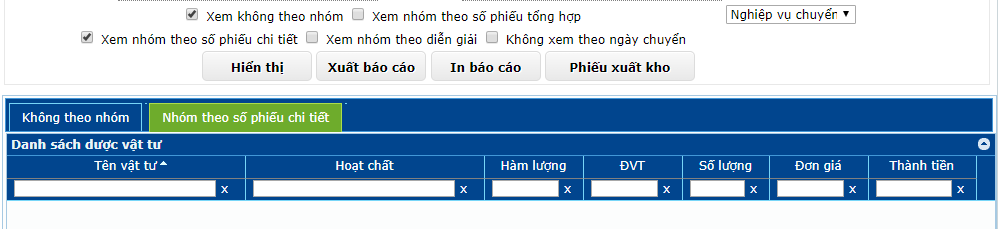 Xem không theo nhóm Xem nhóm theo số phiếu tổng hợp Nghiệp vụ chuyển
Xem nhóm theo số phiếu chi tiết Xem nhóm theo diễn giải Không xem theo ngày chuyển
Hiển thị Xuất báo cáo In báo cáo Phiếu xuất kho
Không theo nhóm Nhóm theo số phiếu chi tiết
Danh sách dược vật tư
Tên vật tư Hoạt chất Hàm lượng ĐVT Số lượng Đơn giá Thành tiền
x x x x x x x